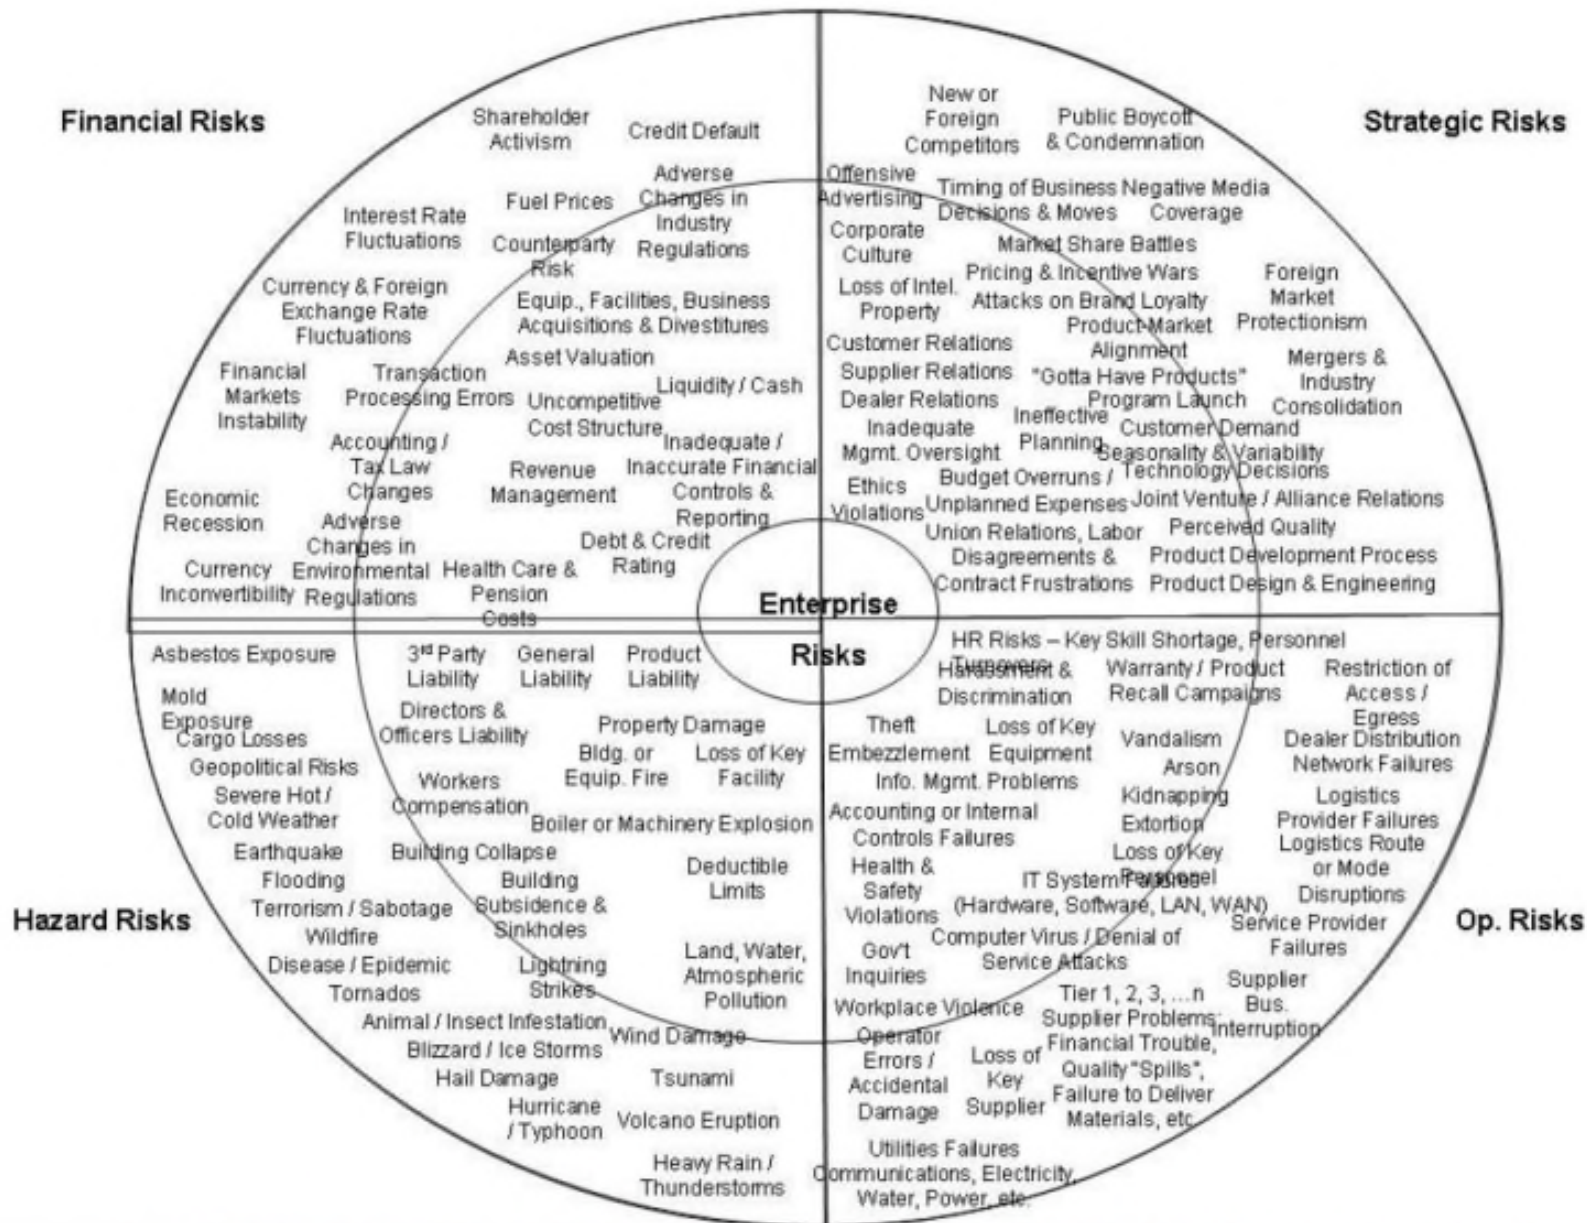 Financial Risks
Shareholder
Activism
Credit Default
Adverse
Changes in
Industry
Regulations
Fuel Prices
Interest Rate
Fluctuations
Counterparty
Risk
Currency & Foreign
Exchange Rate
Fluctuations
Equip., Facilities, Business
Acquisitions & Divestitures
Asset Valuation
Financial
Markets
Instability
Transaction
Processing Errors
Liquidity / Cash
Uncompetitive
Cost Structure
Accounting /
Tax Law
Changes
Revenue
Management
Inadequate /
Inaccurate Financial
Controls &
Reporting
Economic
Recession
Adverse
Changes in
Environmental
Regulations
Debt & Credit
Rating
Currency
Inconvertibility
Health Care &
Pension
Costs
Strategic Risks
New or
Foreign
Competitors
Public Boycott
& Condemnation
Offensive
Advertising
Timing of Business
Decisions & Moves
Negative Media
Coverage
Corporate
Culture
Market Share Battles
Pricing & Incentive Wars
Foreign
Market
Protectionism
Loss of Intel.
Property
Attacks on Brand Loyalty
Product-Market
Alignment
Customer Relations
Supplier Relations
"Gotta Have Products"
Mergers &
Industry
Consolidation
Dealer Relations
Program Launch
Ineffective
Planning
Inadequate
Mgmt. Oversight
Customer Demand
Seasonality & Variability
Budget Overruns /
Unplanned Expenses
Technology Decisions
Ethics
Violations
Joint Venture / Alliance Relations
Union Relations, Labor
Disagreements &
Contract Frustrations
Perceived Quality
Product Development Process
Product Design & Engineering
Enterprise
Risks
Asbestos Exposure
3rd Party
Liability
General
Liability
Product
Liability
Mold
Exposure
Directors &
Officers Liability
Property Damage
Cargo Losses
Bldg. or
Equip. Fire
Loss of Key
Facility
Geopolitical Risks
Workers
Compensation
Severe Hot /
Cold Weather
Boiler or Machinery Explosion
Earthquake
Building Collapse
Deductible
Limits
Flooding
Building
Subsidence &
Sinkholes
Terrorism / Sabotage
Hazard Risks
Wildfire
Disease / Epidemic
Lightning
Strikes
Land, Water,
Atmospheric
Pollution
Tornados
Animal / Insect Infestation
Wind Damage
Blizzard / Ice Storms
Hail Damage
Tsunami
Hurricane
/ Typhoon
Volcano Eruption
Heavy Rain /
Thunderstorms
HR Risks – Key Skill Shortage, Personnel
Turnovers
Harassment &
Discrimination
Warranty / Product
Recall Campaigns
Restriction of
Access /
Egress
Theft
Embezzlement
Loss of Key
Equipment
Vandalism
Dealer Distribution
Network Failures
Arson
Info. Mgmt. Problems
Kidnapping
Extortion
Logistics
Provider Failures
Accounting or Internal
Controls Failures
Loss of Key
Personnel
Logistics Route
or Mode
Disruptions
Health &
Safety
Violations
IT System Failures
(Hardware, Software, LAN, WAN)
Op. Risks
Service Provider
Failures
Gov't
Inquiries
Computer Virus / Denial of
Service Attacks
Supplier
Bus.
Interruption
Workplace Violence
Tier 1, 2, 3, …n
Supplier Problems:
Financial Trouble,
Quality "Spills",
Failure to Deliver
Materials, etc.
Operator
Errors /
Accidental
Damage
Loss of
Key
Supplier
Utilities Failures
Communications, Electricity,
Water, Power, etc.